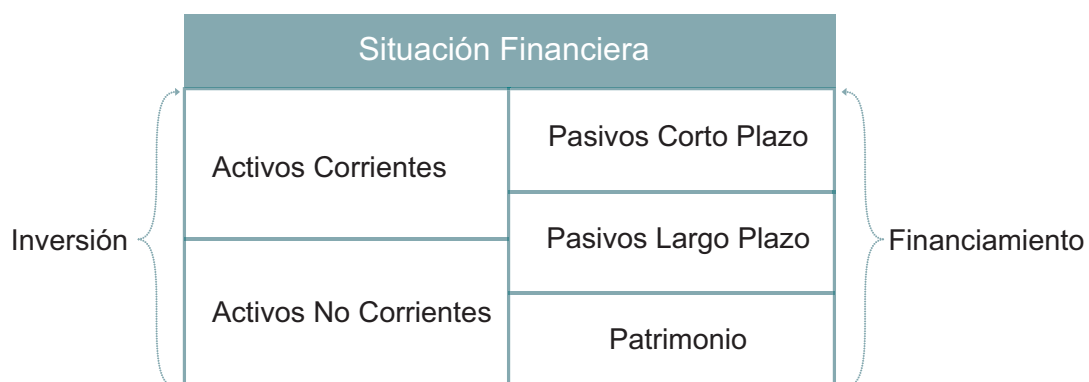 Situación Financiera
Activos Corrientes
Pasivos Corto Plazo
Inversión
Pasivos Largo Plazo
Financiamiento
Activos No Corrientes
Patrimonio